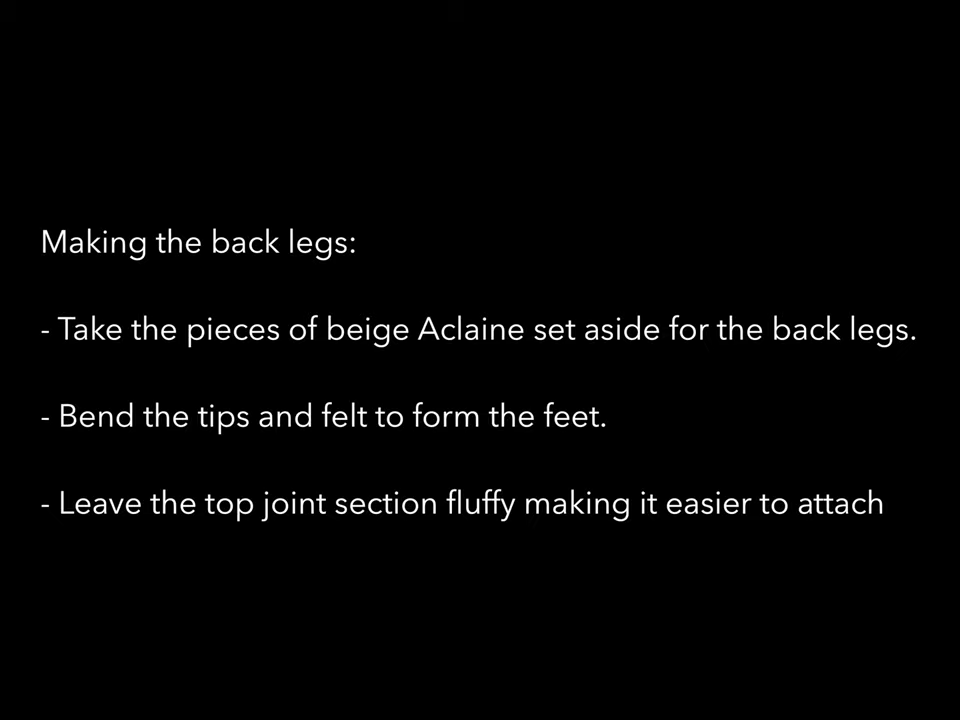 Making the back legs:
- Take the pieces of beige Aclaine set aside for the back legs.
- Bend the tips and felt to form the feet.
- Leave the top joint section fluffy making it easier to attach